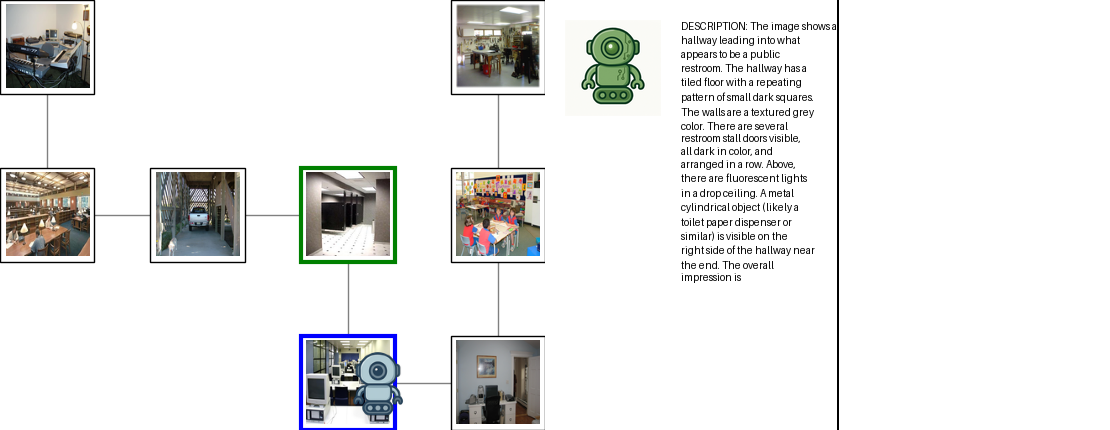 DESCRIPTION: The image shows a
hallway leading into what
appears to be a public
restroom. The hallway has a
tiled floor with a repeating
pattern of small dark squares.
The walls are a textured grey
color. There are several
restroom stall doors visible,
all dark in color, and
arranged in a row. Above,
there are fluorescent lights
in a drop ceiling. A metal
cylindrical object (likely a
toilet paper dispenser or
similar) is visible on the
right side of the hallway near
the end. The overall
impression is